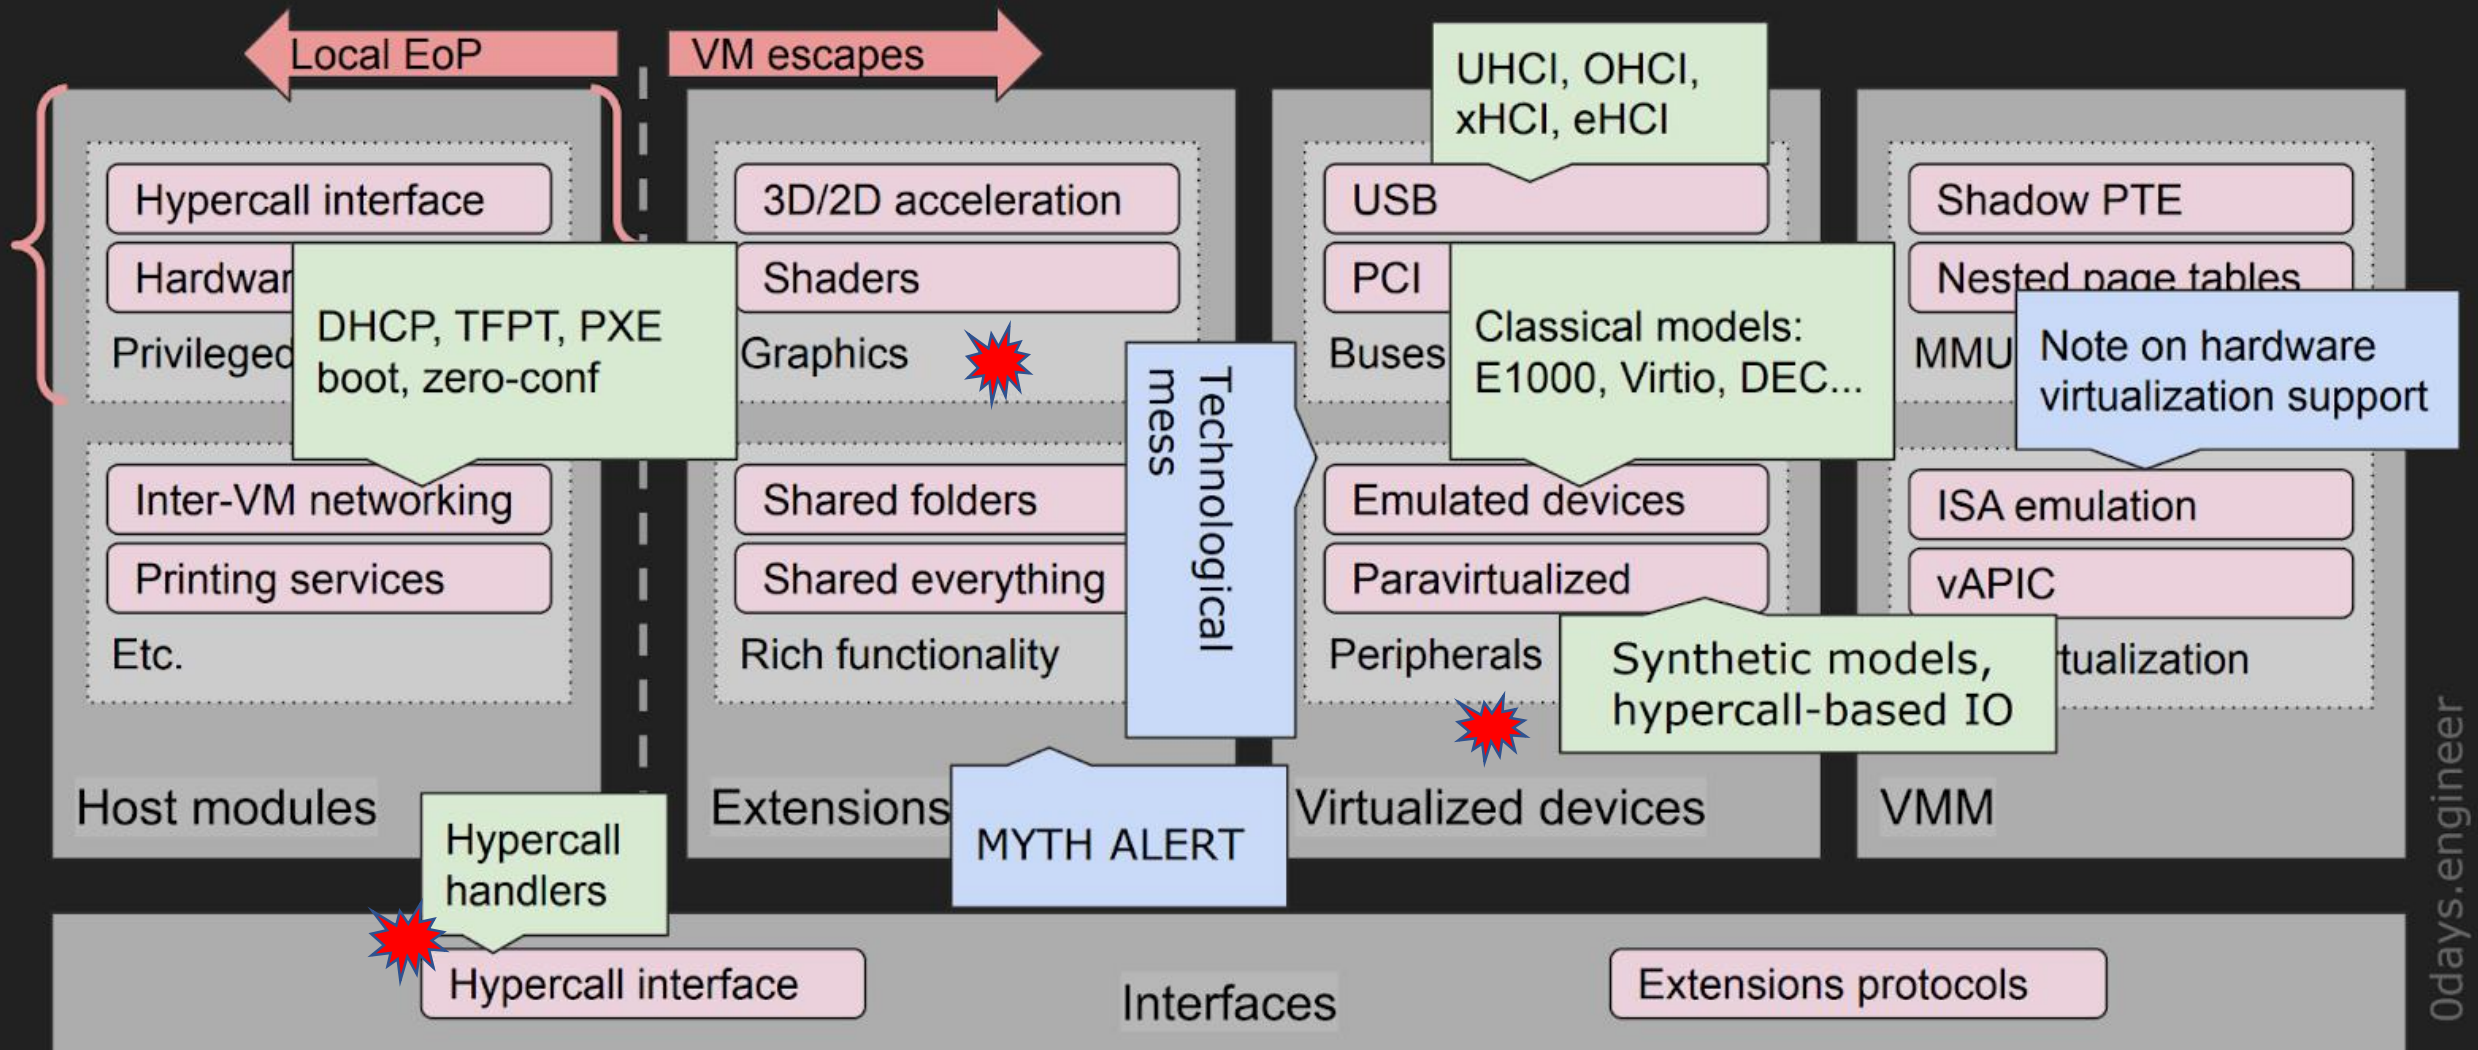 Local EoP
VM escapes
UHCI, OHCI,
xHCI, eHCI
Hypercall interface
Hardwar
Privileged
DHCP, TFPT, PXE
boot, zero-conf
Inter-VM networking
Printing services
Etc.
Host modules
3D/2D acceleration
Shaders
Graphics
Shared folders
Shared everything
Rich functionality
Extensions
Technological
mess
MYTH ALERT
USB
PCI
Buses
Classical models:
E1000, Virtio, DEC...
Emulated devices
Paravirtualized
Peripherals
Synthetic models,
hypercall-based IO
Virtualized devices
Shadow PTE
Nested page tables
MMU
Note on hardware
virtualization support
ISA emulation
vAPIC
tualization
VMM
Hypercall
handlers
Hypercall interface
Interfaces
Extensions protocols
0days.engineer